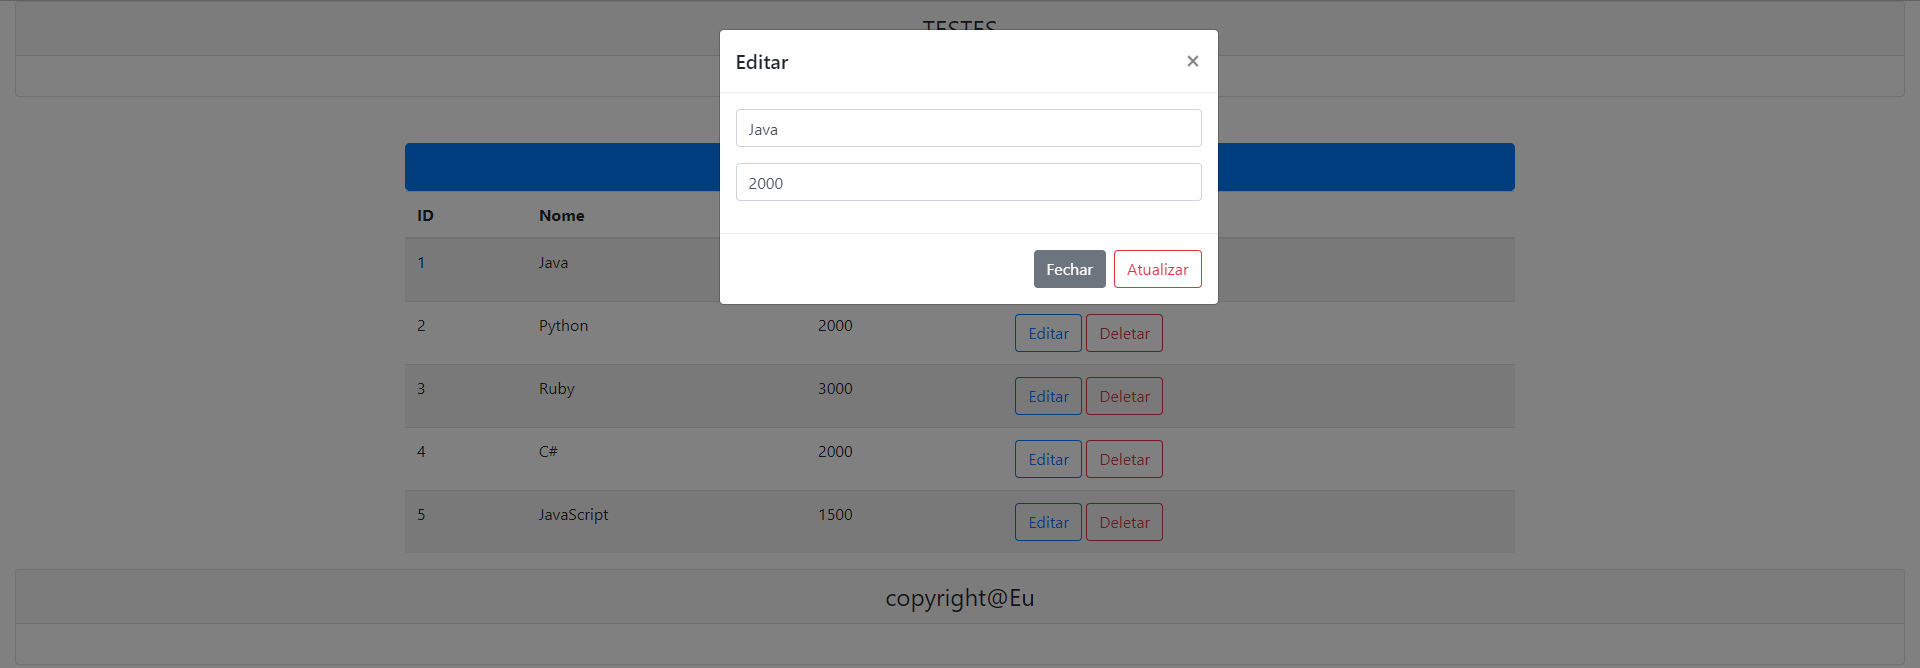 TESTES
Editar ×
Java
2000
Fechar Atualizar
ID Nome
1 Java
2 Python 2000 Editar Deletar
3 Ruby 3000 Editar Deletar
4 C# 2000 Editar Deletar
5 JavaScript 1500 Editar Deletar
copyright@Eu